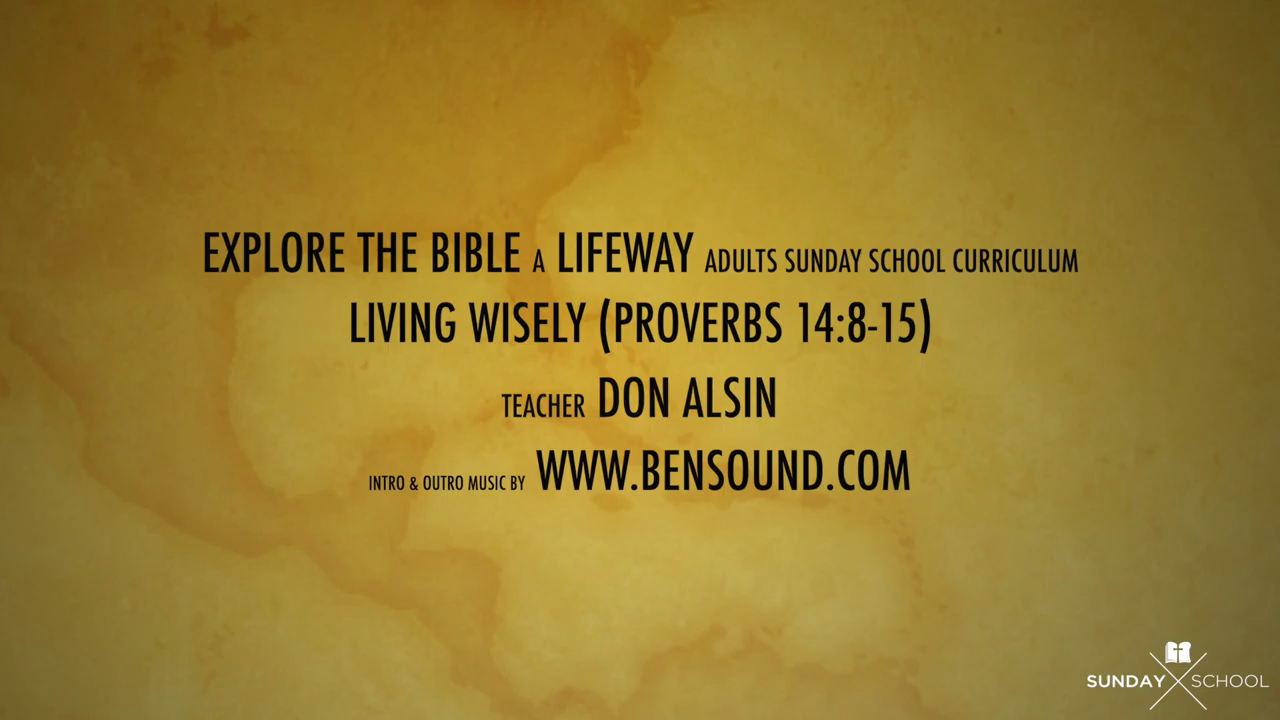 EXPLORE THE BIBLE A LIFEWAY ADULTS SUNDAY SCHOOL CURRICULUM
LIVING WISELY (PROVERBS 14:8-15)
TEACHER DON ALSIN
INTRO & OUTRO MUSIC BY WWW.BENSOUND.COM
SUNDAY SCHOOL